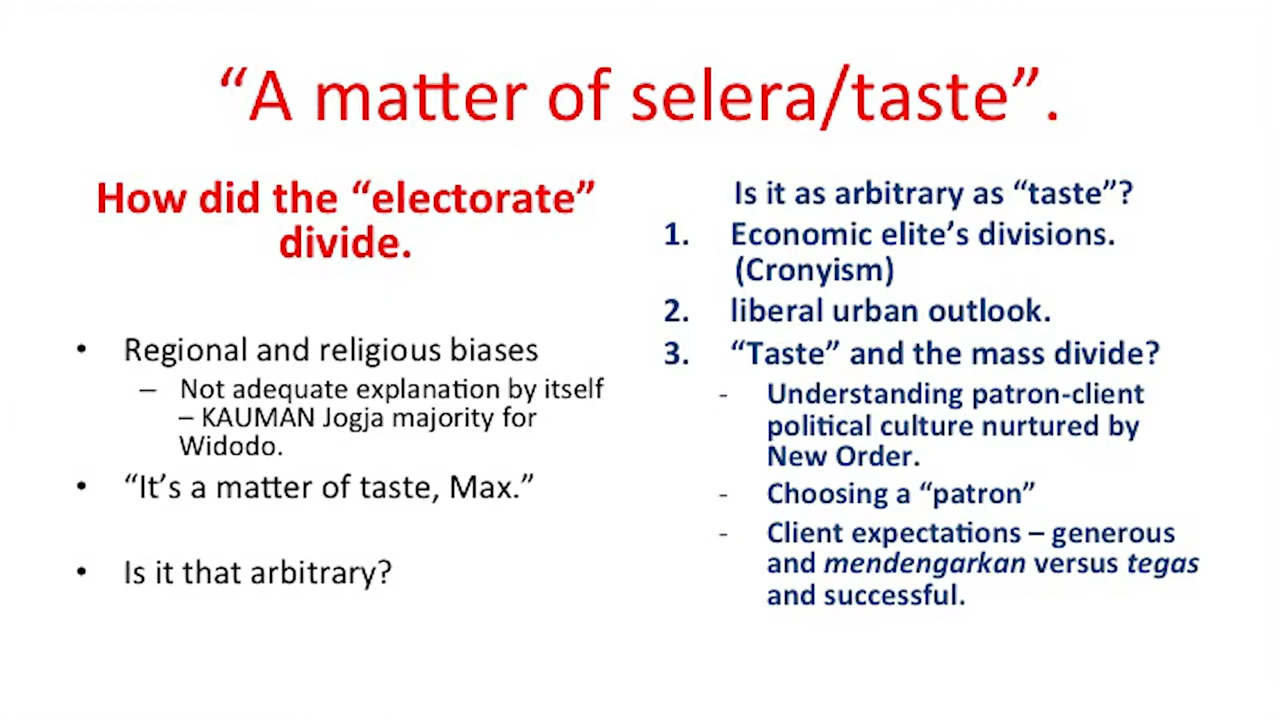 “A matter of selera/taste”.
How did the “electorate”
divide.
• Regional and religious biases
– Not adequate explanation by itself
– KAUMAN Jogja majority for
Widodo.
• “It’s a matter of taste, Max.”
• Is it that arbitrary?
Is it as arbitrary as “taste”?
1. Economic elite’s divisions.
(Cronyism)
2. liberal urban outlook.
3. “Taste” and the mass divide?
- Understanding patron-client
political culture nurtured by
New Order.
- Choosing a “patron”
- Client expectations – generous
and mendengarkan versus tegas
and successful.